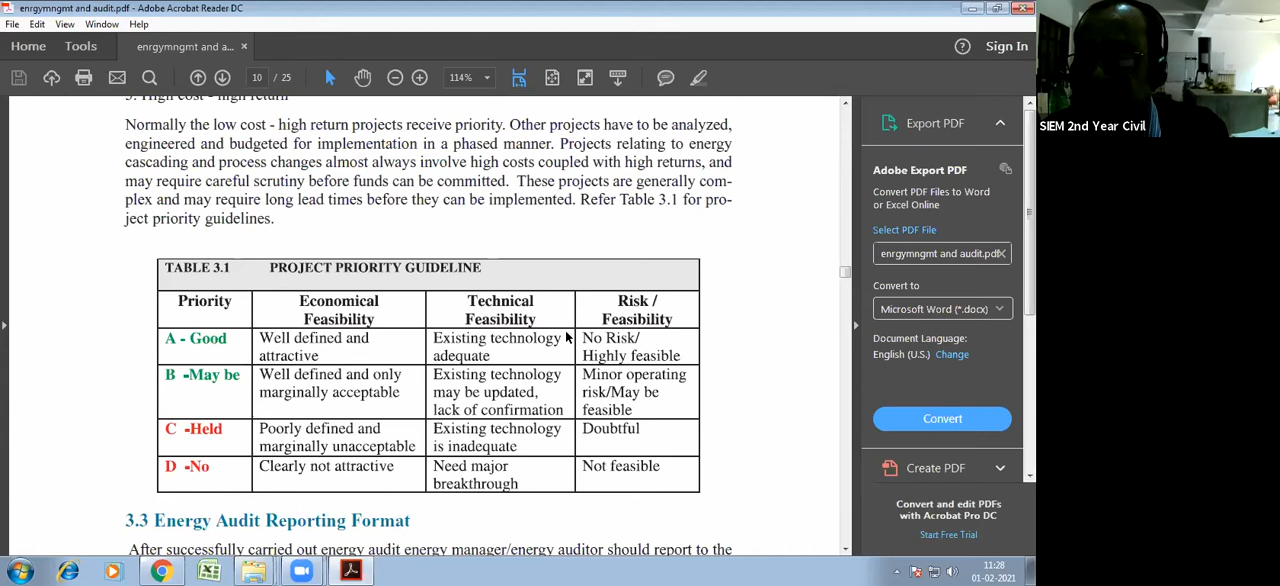 enrgymngmt and audit.pdf - Adobe Acrobat Reader DC
File Edit View Window Help
Home Tools enrgymngmt and a... × Sign In
10 / 25 114%
3. High cost - high return
Normally the low cost - high return projects receive priority. Other projects have to be analyzed,
engineered and budgeted for implementation in a phased manner. Projects relating to energy
cascading and process changes almost always involve high costs coupled with high returns, and
may require careful scrutiny before funds can be committed. These projects are generally com-
plex and may require long lead times before they can be implemented. Refer Table 3.1 for pro-
ject priority guidelines.
TABLE 3.1 PROJECT PRIORITY GUIDELINE
Priority Economical Feasibility Technical Feasibility Risk / Feasibility
A - Good Well defined and attractive Existing technology adequate No Risk/ Highly feasible
B -May be Well defined and only marginally acceptable Existing technology may be updated, lack of confirmation Minor operating risk/May be feasible
C -Held Poorly defined and marginally unacceptable Existing technology is inadequate Doubtful
D -No Clearly not attractive Need major breakthrough Not feasible
3.3 Energy Audit Reporting Format
After successfully carried out energy audit energy manager/energy auditor should report to the
Export PDF
Adobe Export PDF
Convert PDF Files to Word
or Excel Online
Select PDF File
enrgymngmt and audit.pdf
Convert to
Microsoft Word (*.docx)
Document Language:
English (U.S.) Change
Convert
Create PDF
Convert and edit PDFs
with Acrobat Pro DC
Start Free Trial
SIEM 2nd Year Civil
11:28
01-02-2021